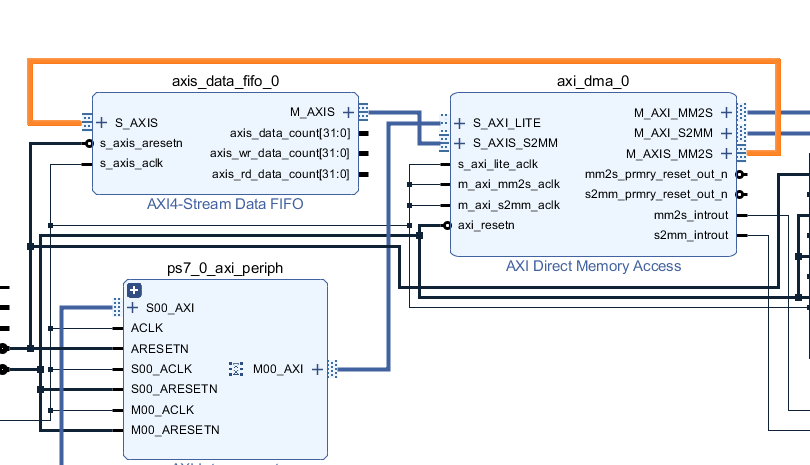 axis_data_fifo_0
S_AXIS
s_axis_aresetn
s_axis_aclk
M_AXIS
axis_data_count[31:0]
axis_wr_data_count[31:0]
axis_rd_data_count[31:0]
AXI4-Stream Data FIFO
axi_dma_0
S_AXI_LITE
S_AXIS_S2MM
s_axi_lite_aclk
m_axi_mm2s_aclk
m_axi_s2mm_aclk
axi_resetn
M_AXI_MM2S
M_AXI_S2MM
M_AXIS_MM2S
mm2s_prmry_reset_out_n
s2mm_prmry_reset_out_n
mm2s_introut
s2mm_introut
AXI Direct Memory Access
ps7_0_axi_periph
S00_AXI
ACLK
ARESETN
S00_ACLK
S00_ARESETN
M00_ACLK
M00_ARESETN
M00_AXI